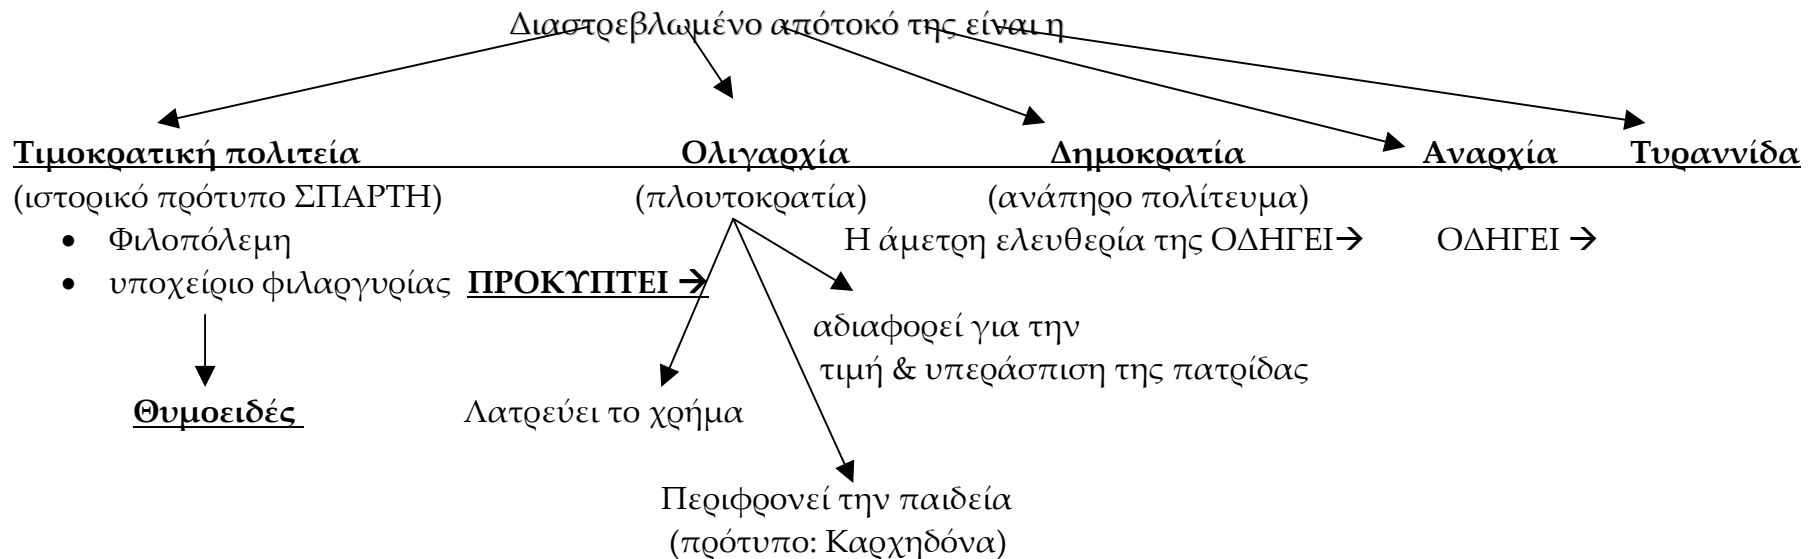 Διαστρεβλωμένο απότοκό της είναι η
Τιμοκρατική πολιτεία Ολιγαρχία Δημοκρατία Αναρχία Τυραννίδα
(ιστορικό πρότυπο ΣΠΑΡΤΗ) (πλουτοκρατία) (ανάπηρο πολίτευμα)
• Φιλοπόλεμη Η άμετρη ελευθερία της ΟΔΗΓΕΙ→ ΟΔΗΓΕΙ →
• υποχείριο φιλαργυρίας ΠΡΟΚΥΠΤΕΙ →
αδιαφορεί για την
τιμή & υπεράσπιση της πατρίδας
Θυμοειδές Λατρεύει το χρήμα
Περιφρονεί την παιδεία
(πρότυπο: Καρχηδόνα)